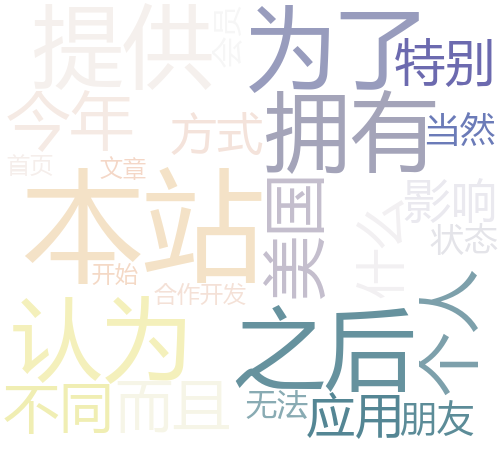 提供
会员
为了
特别
今年
方式
拥有
当然
首页
文章
本站
美国
什么
影响
状态
开始
合作开发
认为
之后
个人
不同
而且
无法
应用
朋友